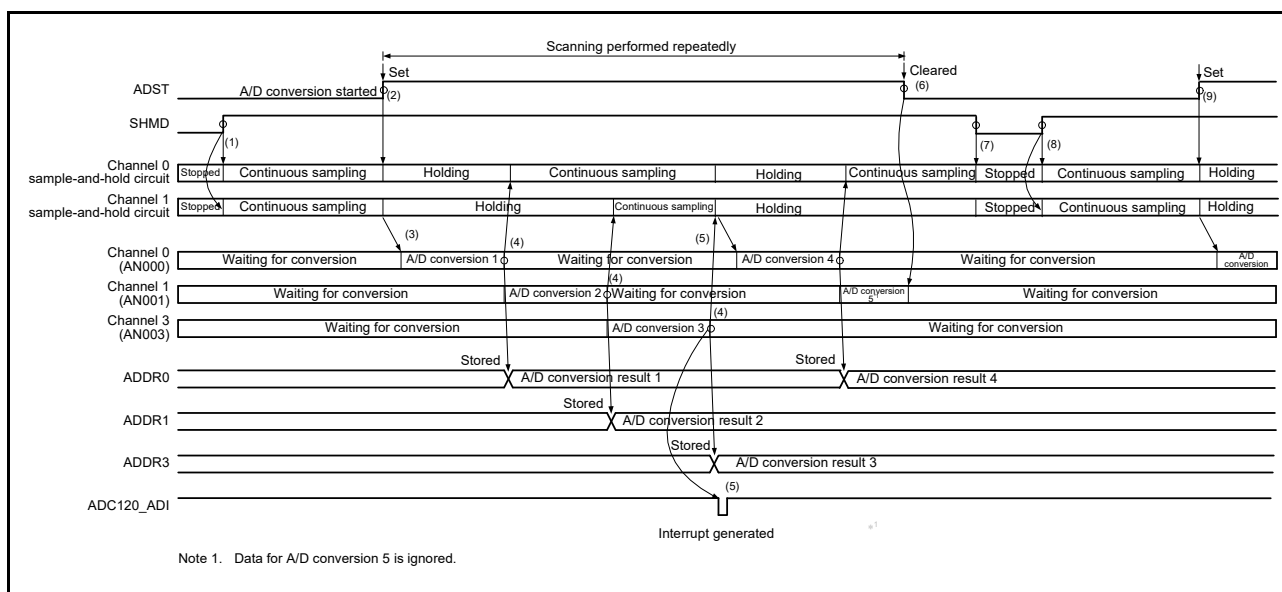 Scanning performed repeatedly
Set Cleared Set
ADST A/D conversion started (2) (6) (9)
SHMD
(1) (7) (8)
Channel 0
sample-and-hold circuit
Stopped Continuous sampling Holding Continuous sampling Holding Continuous sampling Stopped Continuous sampling Holding
Channel 1
sample-and-hold circuit
Stopped Continuous sampling Holding Continuous sampling Holding Stopped Continuous sampling Holding
(3) (4) (5)
Channel 0
(AN000)
Waiting for conversion A/D conversion 1 Waiting for conversion A/D conversion 4 Waiting for conversion A/D conversion
(4)
Channel 1
(AN001)
Waiting for conversion A/D conversion 2 Waiting for conversion A/D conversion 5 Waiting for conversion
(4)
Channel 3
(AN003)
Waiting for conversion A/D conversion 3 Waiting for conversion
Stored Stored
ADDR0 A/D conversion result 1 A/D conversion result 4
Stored
ADDR1 A/D conversion result 2
Stored
ADDR3 A/D conversion result 3
(5)
ADC120_ADI
Interrupt generated *1
Note 1. Data for A/D conversion 5 is ignored.